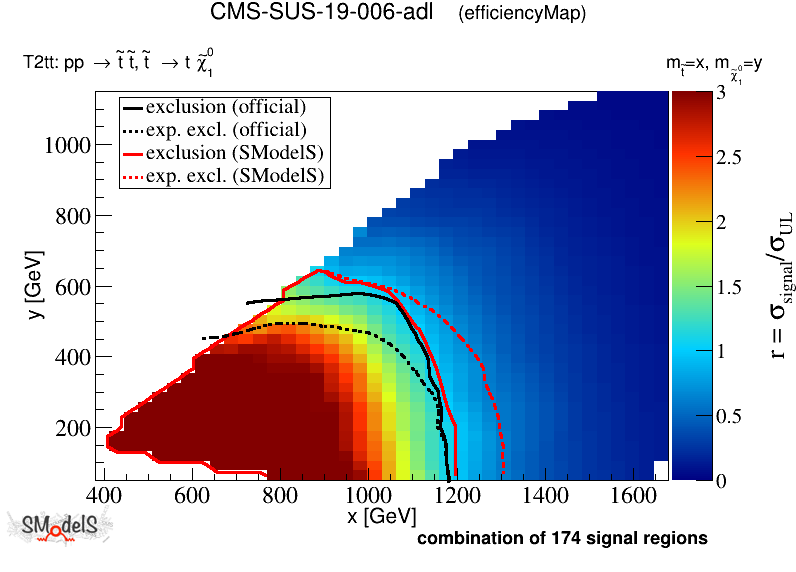 CMS-SUS-19-006-adl (efficiencyMap)
T2tt: pp → t̃ t̃, t̃ → t χ̃₁⁰
m_t̃=x, m_χ̃₁⁰=y
exclusion (official)
exp. excl. (official)
exclusion (SModelS)
exp. excl. (SModelS)
1000
800
600
400
200
y [GeV]
400 600 800 1000 1200 1400 1600
x [GeV]
3
2.5
2
1.5
1
0.5
0
r = σ_signal/σ_UL
SModelS
combination of 174 signal regions